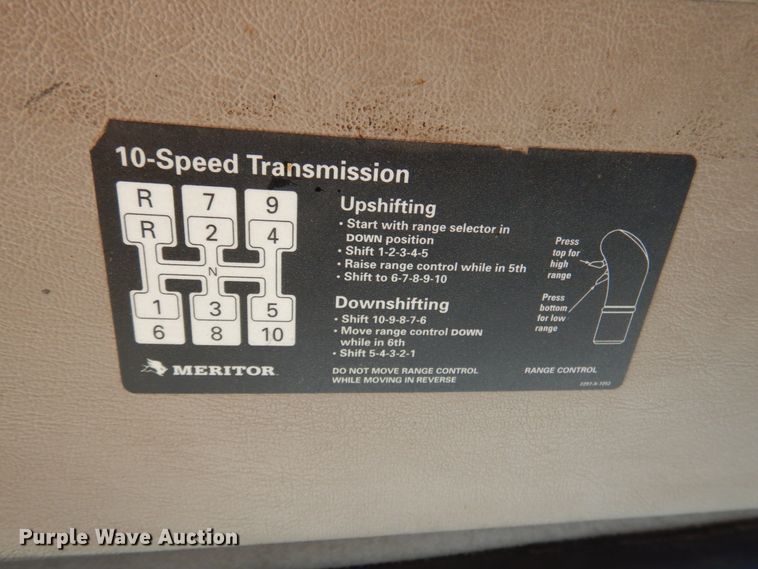 10-Speed Transmission
R 7 9
R 2 4
N
1 3 5
6 8 10
MERITOR
Upshifting
• Start with range selector in
DOWN position
• Shift 1-2-3-4-5
• Raise range control while in 5th
• Shift to 6-7-8-9-10
Downshifting
• Shift 10-9-8-7-6
• Move range control DOWN
while in 6th
• Shift 5-4-3-2-1
DO NOT MOVE RANGE CONTROL
WHILE MOVING IN REVERSE
Press
top for
high
range
Press
bottom
for low
range
RANGE CONTROL
Purple Wave Auction